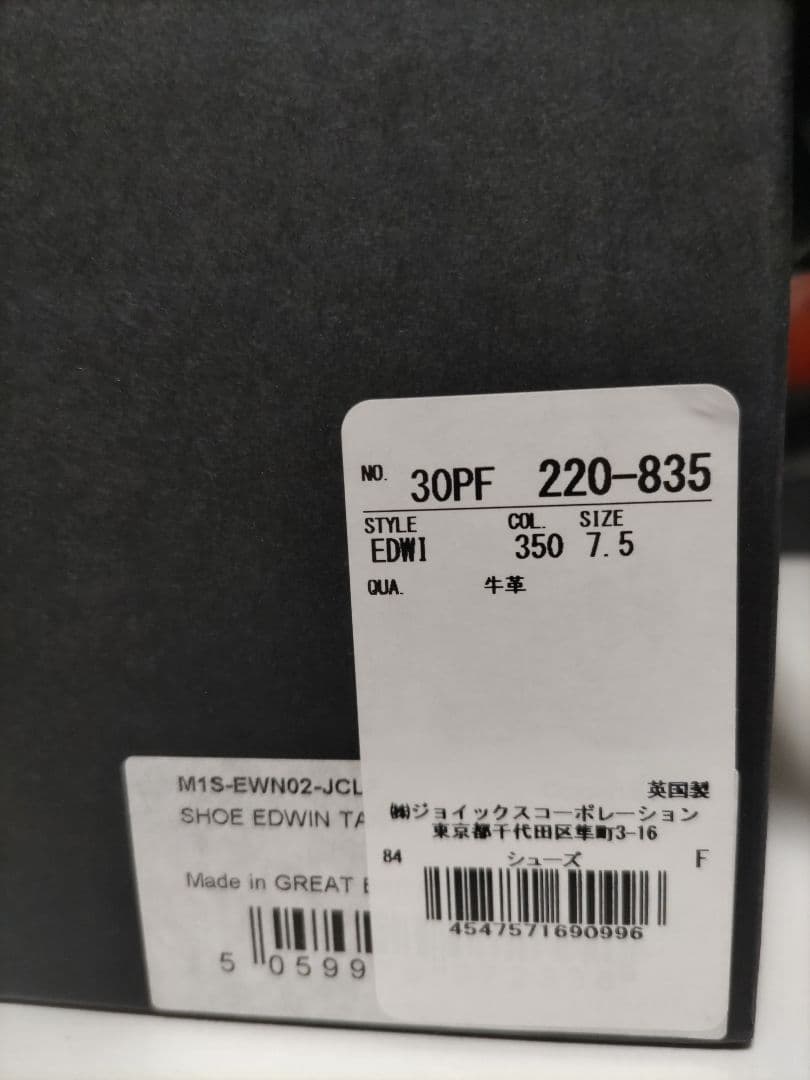 NO. 30PF 220-835
STYLE COL. SIZE
EDWI 350 7.5
QUA. 牛革
英国製
㈱ジョイックスコーポレーション
東京都千代田区隼町3-16
84 シューズ F
4547571690996
M1S-EWN02-JCL
SHOE EDWIN TA
Made in GREAT
5 0599